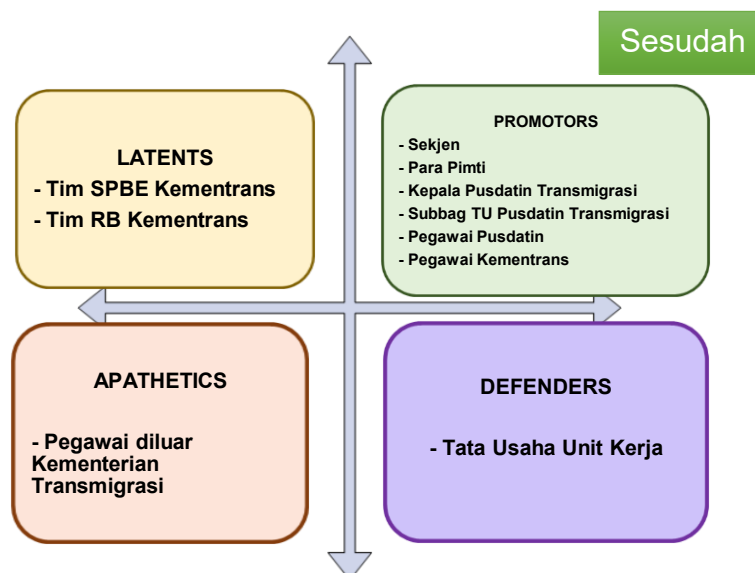 Sesudah
LATENTS
- Tim SPBE Kementrans
- Tim RB Kementrans
PROMOTORS
- Sekjen
- Para Pimti
- Kepala Pusdatin Transmigrasi
- Subbag TU Pusdatin Transmigrasi
- Pegawai Pusdatin
- Pegawai Kementrans
APATHETICS
- Pegawai diluar
Kementerian
Transmigrasi
DEFENDERS
- Tata Usaha Unit Kerja